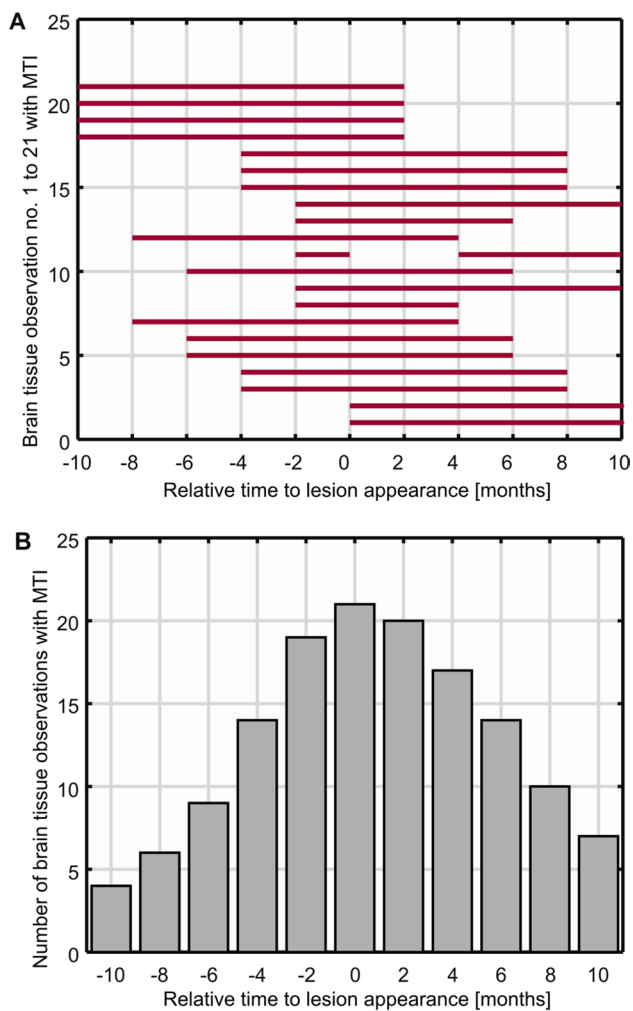 A
Brain tissue observation no. 1 to 21 with MTI
25
20
15
10
5
0
-10 -8 -6 -4 -2 0 2 4 6 8 10
Relative time to lesion appearance [months]
B
Number of brain tissue observations with MTI
25
20
15
10
5
0
-10 -8 -6 -4 -2 0 2 4 6 8 10
Relative time to lesion appearance [months]